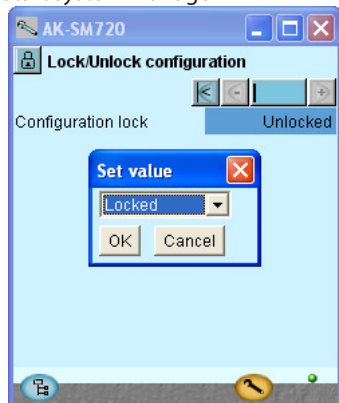 AK-SM720
Lock/Unlock configuration
Configuration lock
Unlocked
Set value
Locked
OK
Cancel